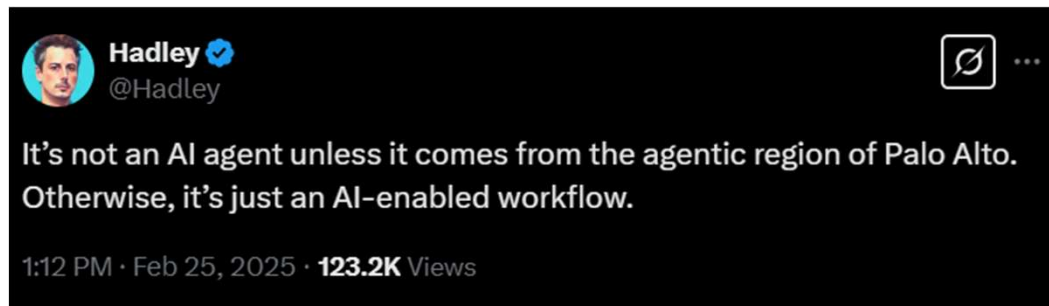 Hadley
@Hadley
It’s not an AI agent unless it comes from the agentic region of Palo Alto.
Otherwise, it’s just an AI-enabled workflow.
1:12 PM · Feb 25, 2025 · 123.2K Views